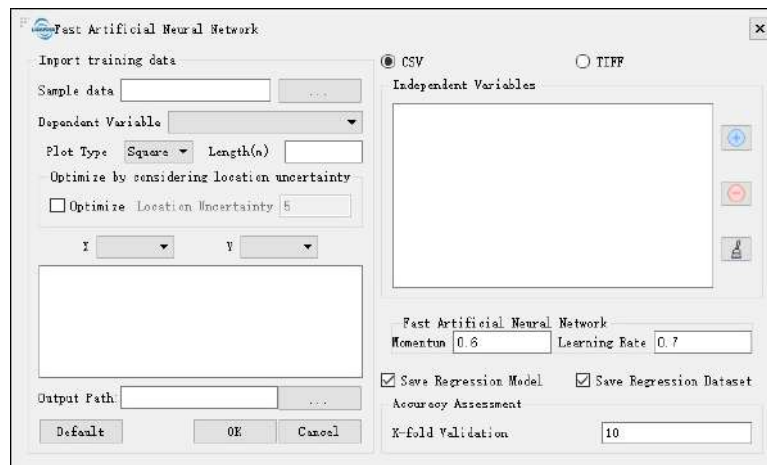 Fast Artificial Neural Network
Import training data
Sample data ...
Dependent Variable
Plot Type Square Length(m)
Optimize by considering location uncertainty
Optimize Location Uncertainty 5
X Y
Output Path: ...
Default OK Cancel
CSV TIFF
Independent Variables
Fast Artificial Neural Network
Momentum 0.6 Learning Rate 0.7
Save Regression Model Save Regression Dataset
Accuracy Assessment
X-fold Validation 10